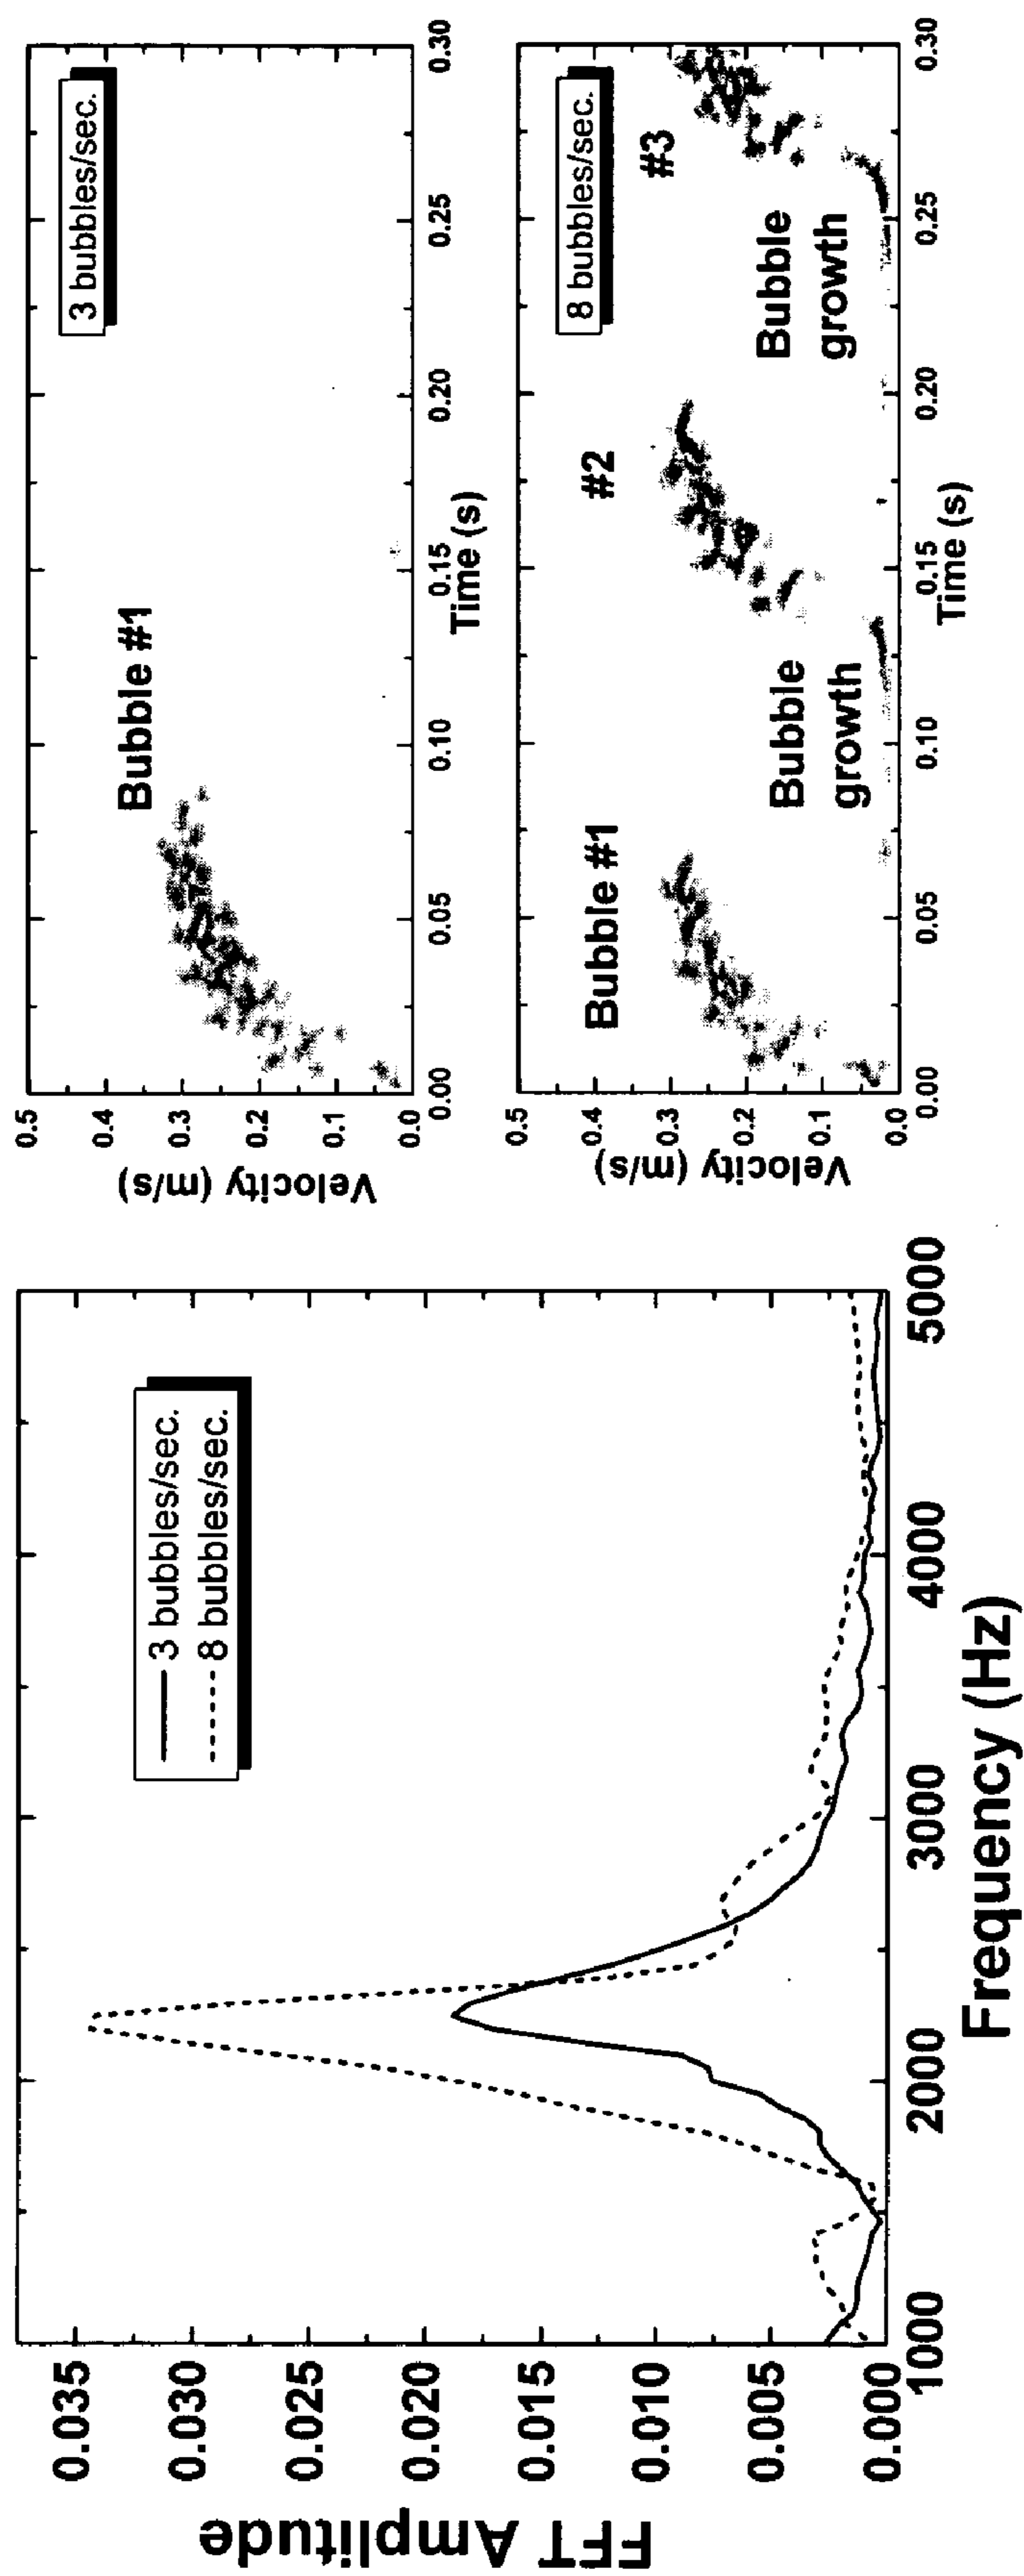 FFT Amplitude
0.035
0.030
0.025
0.020
0.015
0.010
0.005
0.000
1000
2000
3000
4000
5000
Frequency (Hz)
3 bubbles/sec.
8 bubbles/sec.
Velocity (m/s)
0.5
0.4
0.3
0.2
0.1
0.0
0.00
0.05
0.10
0.15
0.20
0.25
0.30
Time (s)
Bubble #1
3 bubbles/sec.
Velocity (m/s)
0.5
0.4
0.3
0.2
0.1
0.0
0.00
0.05
0.10
0.15
0.20
0.25
0.30
Time (s)
Bubble #1
Bubble
growth
#2
Bubble
growth
#3
8 bubbles/sec.